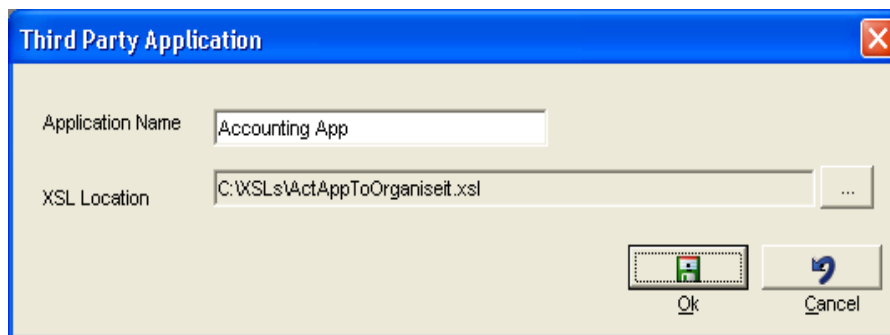 Third Party Application
Application Name Accounting App
XSL Location C:\XSLs\ActAppToOrganiseit.xsl ...
Ok Cancel